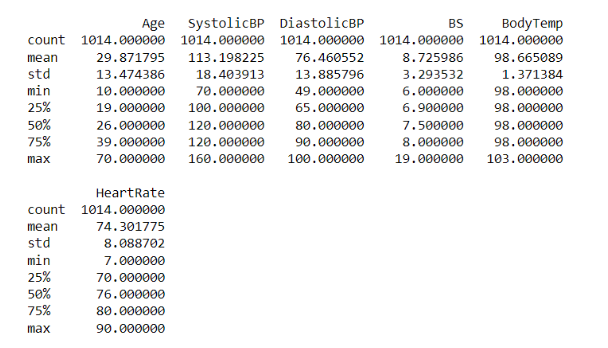 Age SystolicBP DiastolicBP BS BodyTemp
count 1014.000000 1014.000000 1014.000000 1014.000000 1014.000000
mean 29.871795 113.198225 76.460552 8.725986 98.665089
std 13.474386 18.403913 13.885796 3.293532 1.371384
min 10.000000 70.000000 49.000000 6.000000 98.000000
25% 19.000000 100.000000 65.000000 6.900000 98.000000
50% 26.000000 120.000000 80.000000 7.500000 98.000000
75% 39.000000 120.000000 90.000000 8.000000 98.000000
max 70.000000 160.000000 100.000000 19.000000 103.000000
HeartRate
count 1014.000000
mean 74.301775
std 8.088702
min 7.000000
25% 70.000000
50% 76.000000
75% 80.000000
max 90.000000